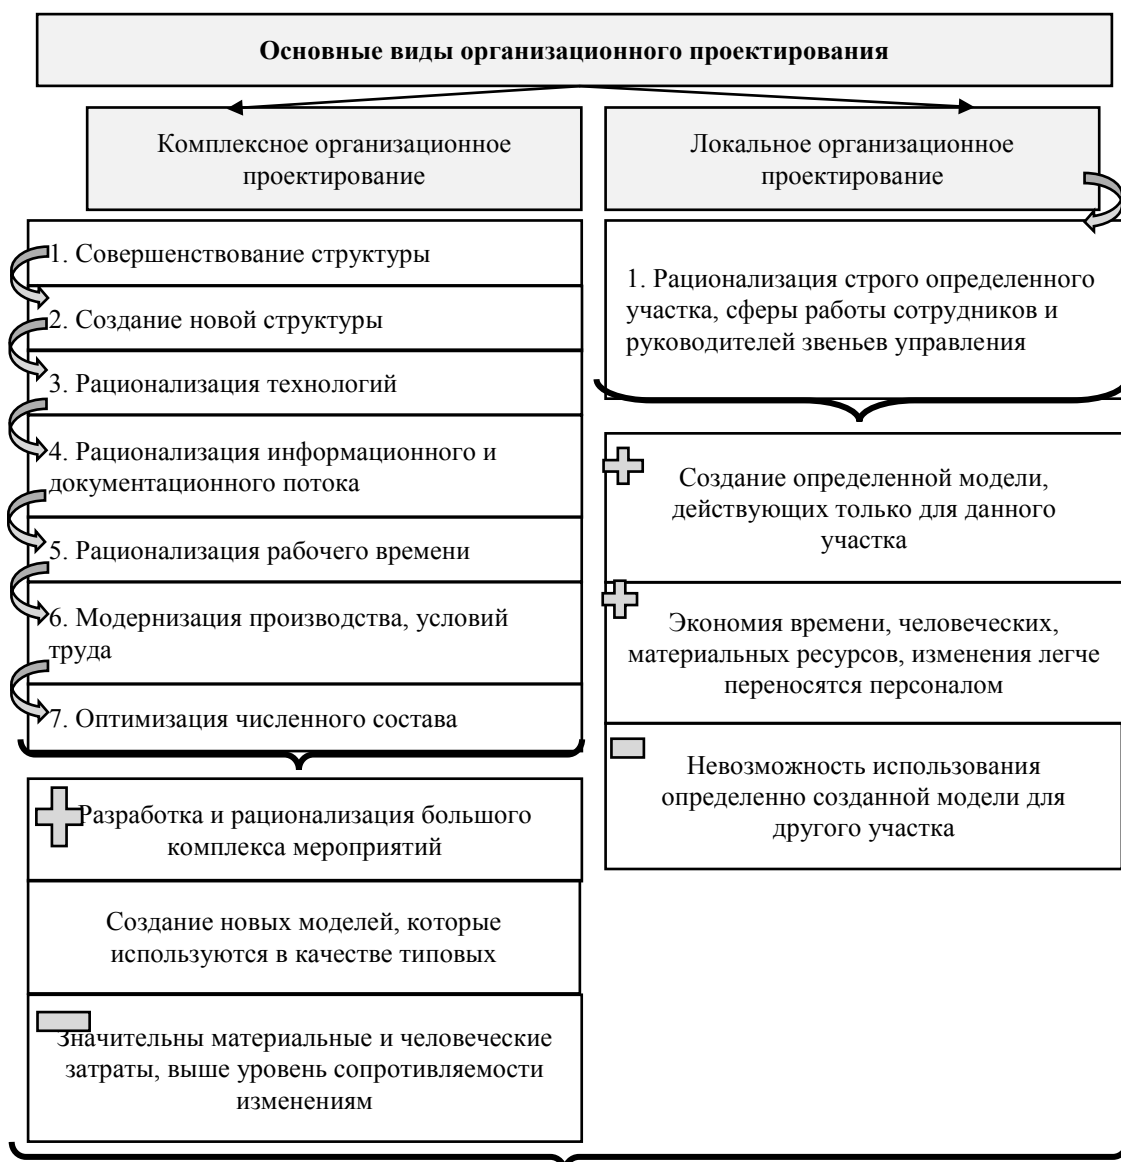 Основные виды организационного проектирования
Комплексное организационное
проектирование
Локальное организационное
проектирование
1. Совершенствование структуры
2. Создание новой структуры
3. Рационализация технологий
4. Рационализация информационного и
документационного потока
5. Рационализация рабочего времени
6. Модернизация производства, условий
труда
7. Оптимизация численного состава
Разработка и рационализация большого
комплекса мероприятий
Создание новых моделей, которые
используются в качестве типовых
Значительны материальные и человеческие
затраты, выше уровень сопротивляемости
изменениям
1. Рационализация строго определенного
участка, сферы работы сотрудников и
руководителей звеньев управления
Создание определенной модели,
действующих только для данного
участка
Экономия времени, человеческих,
материальных ресурсов, изменения легче
переносятся персоналом
Невозможность использования
определенно созданной модели для
другого участка